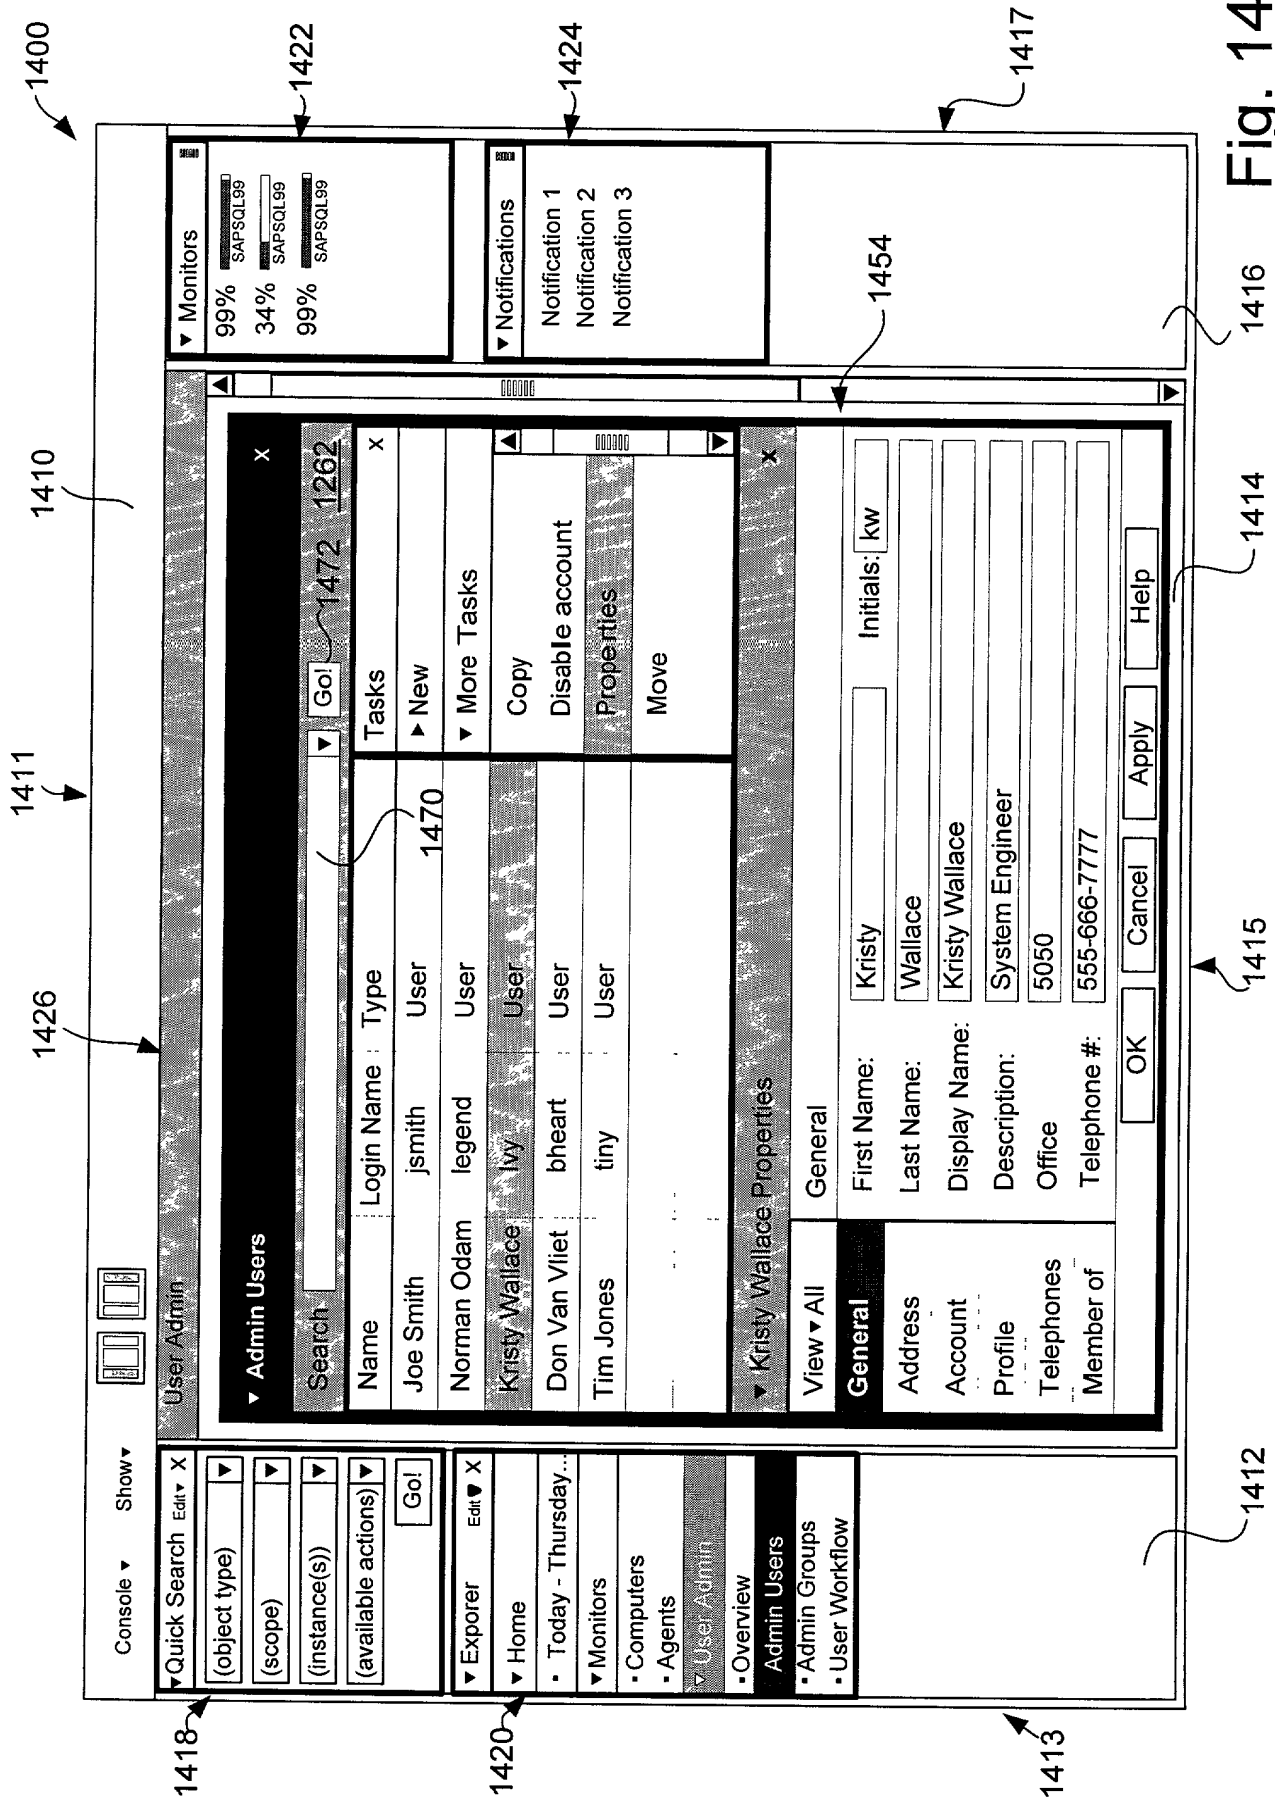 1400
1411
1410
1426
1422
1424
1417
1454
1416
1418
1420
1413
1412
1415
1414
Console ▾ Show▾
▾Quick Search Edit▾ X
(object type)
(scope)
(instance(s))
(available actions)
Go!
▾ Exporer Edit X
▾ Home
▪ Today - Thursday...
▾Monitors
▪ Computers
▪ Agents
▾ User Admin
▪ Overview
Admin Users
▪ Admin Groups
▪ User Workflow
User Admin
▾ Admin Users X
Search Go! 1472 1262
1470
Name Login Name Type
Joe Smith jsmith User
Norman Odam legend User
Kristy Wallace Ivy User
Don Van Vliet bheart User
Tim Jones tiny User
Tasks X
▸ New
▾ More Tasks
Copy
Disable account
Properties
Move
▾ Kristy Wallace Properties X
View ▾ All
General
Address
Account
Profile
Telephones
Member of
General
First Name: Kristy Initials: kw
Last Name: Wallace
Display Name: Kristy Wallace
Description: System Engineer
Office 5050
Telephone #: 555-666-7777
OK Cancel Apply Help
▾ Monitors
99% SAPSQL99
34% SAPSQL99
99% SAPSQL99
▾ Notifications
Notification 1
Notification 2
Notification 3
Fig. 14